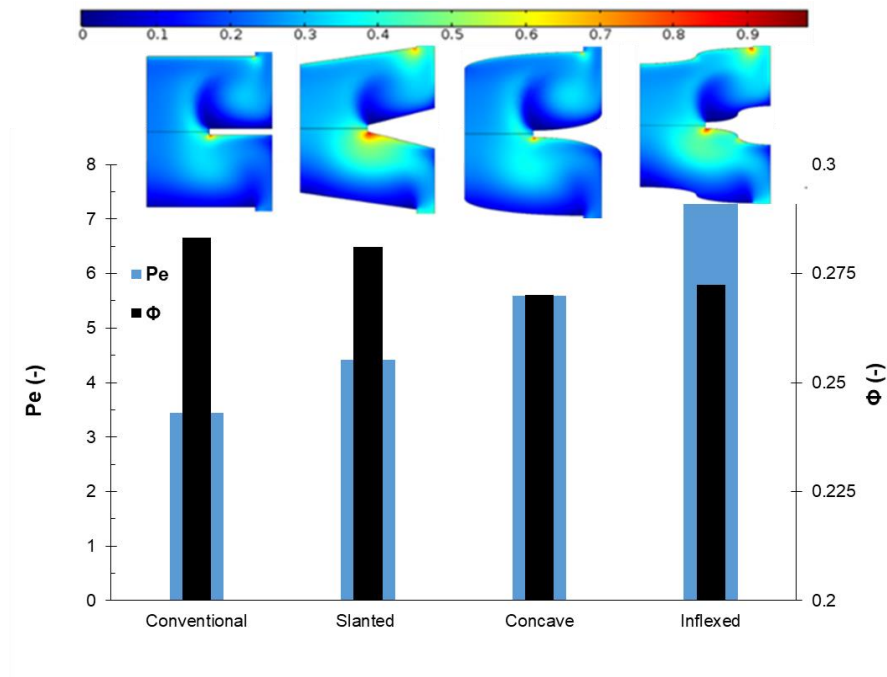 0 0.1 0.2 0.3 0.4 0.5 0.6 0.7 0.8 0.9
8 0.3
7
6 0.275
Pe
Φ
5
4 0.25
3
2 0.225
1
0 0.2
Pe (-)
Φ (-)
Conventional Slanted Concave Inflexed